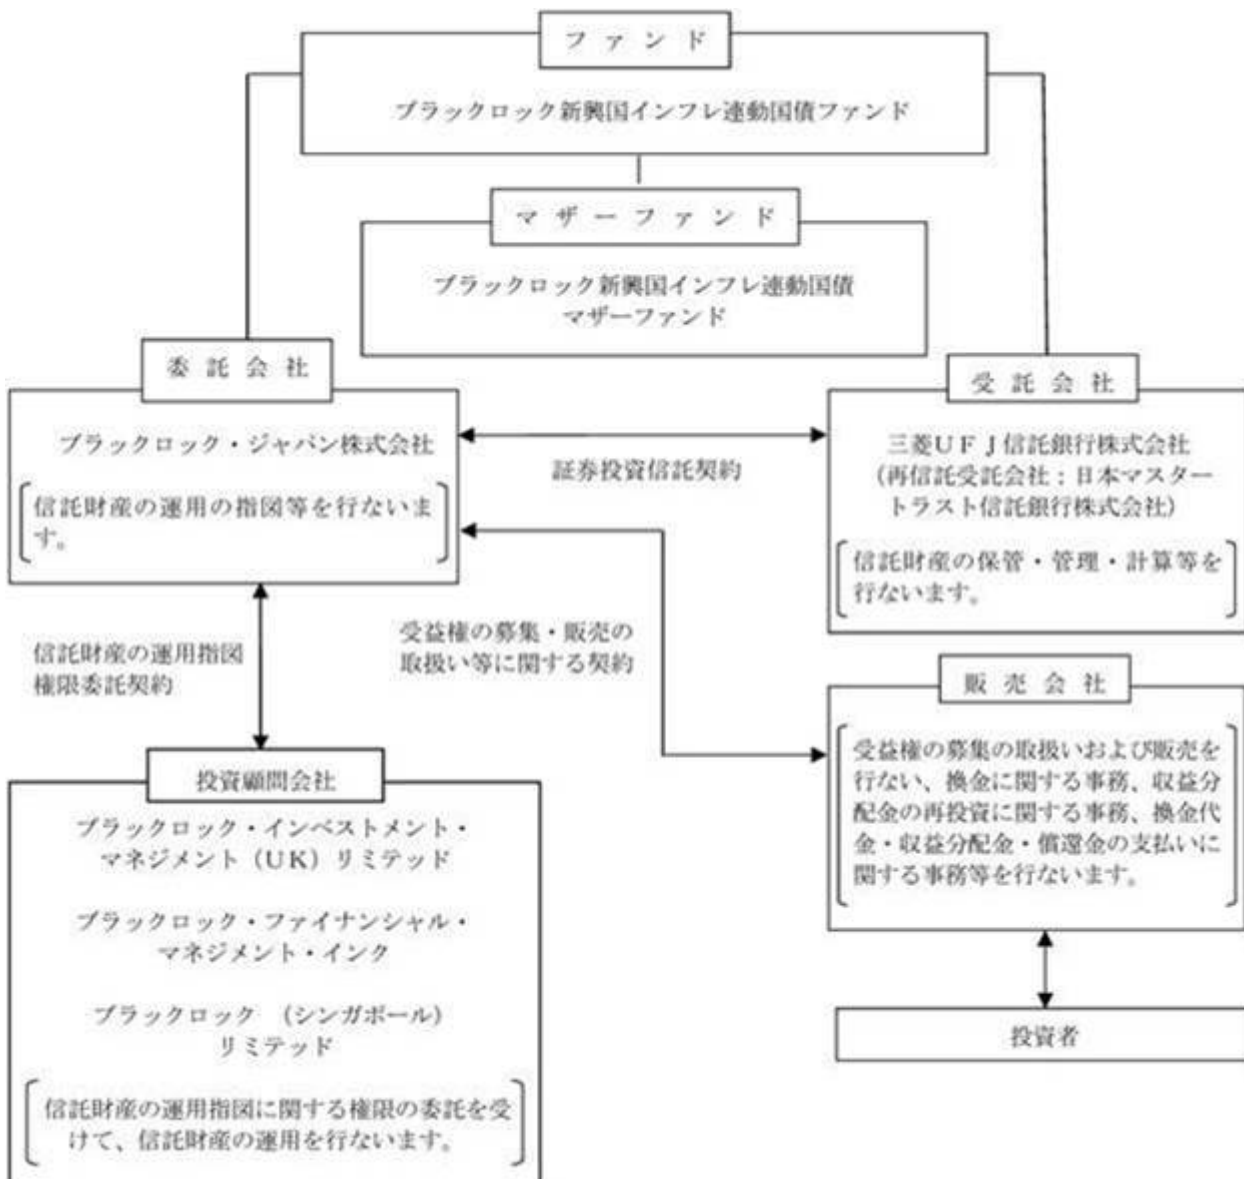 ファンド
ブラックロック新興国インフレ連動国債ファンド
マザーファンド
ブラックロック新興国インフレ連動国債
マザーファンド
委託会社
ブラックロック・ジャパン株式会社
信託財産の運用の指図等を行ないま
す。
証券投資信託契約
受託会社
三菱UFJ信託銀行株式会社
(再信託受託会社:日本マスター
トラスト信託銀行株式会社)
信託財産の保管・管理・計算等を
行ないます。
信託財産の運用指図
権限委託契約
受益権の募集・販売の
取扱い等に関する契約
販売会社
受益権の募集の取扱いおよび販売を
行ない、換金に関する事務、収益分
配金の再投資に関する事務、換金代
金・収益分配金・償還金の支払いに
関する事務等を行ないます。
投資顧問会社
ブラックロック・インベストメント・
マネジメント(UK)リミテッド
ブラックロック・ファイナンシャル・
マネジメント・インク
ブラックロック (シンガポール)
リミテッド
信託財産の運用指図に関する権限の委託を受
けて、信託財産の運用を行ないます。
投資者